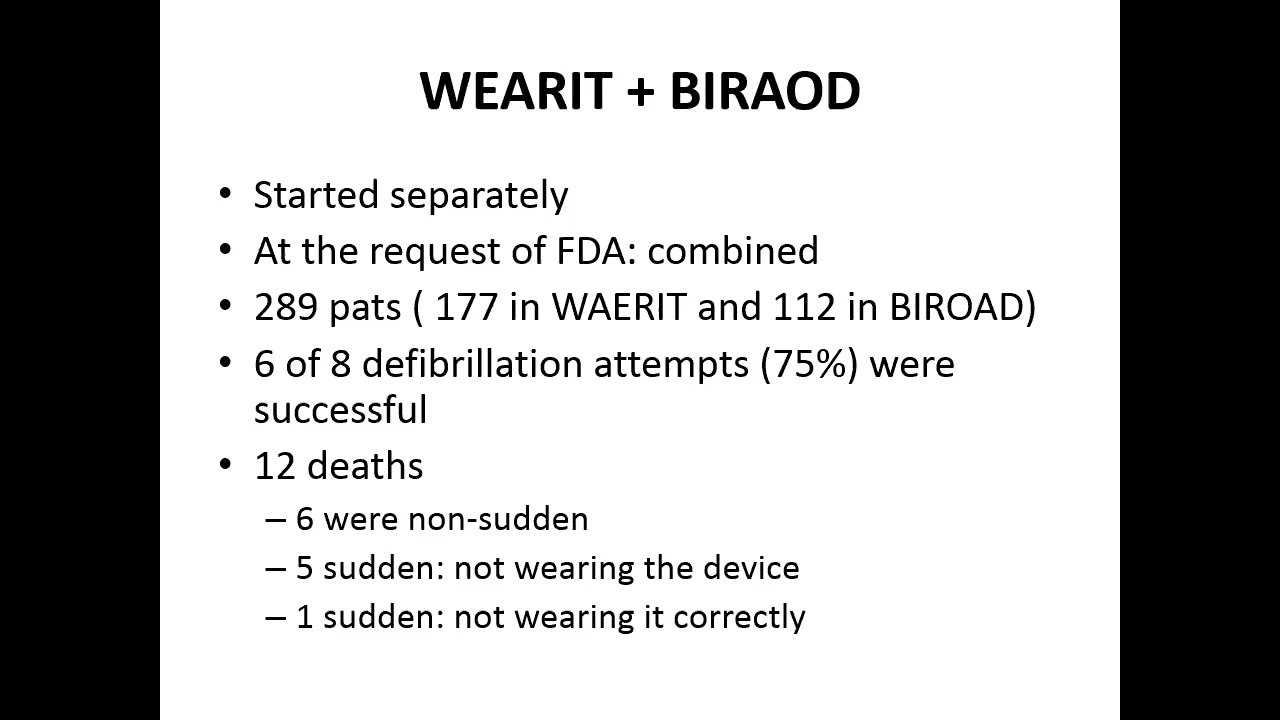 WEARIT + BIRAOD
• Started separately
• At the request of FDA: combined
• 289 pats ( 177 in WAERIT and 112 in BIROAD)
• 6 of 8 defibrillation attempts (75%) were
successful
• 12 deaths
– 6 were non-sudden
– 5 sudden: not wearing the device
– 1 sudden: not wearing it correctly